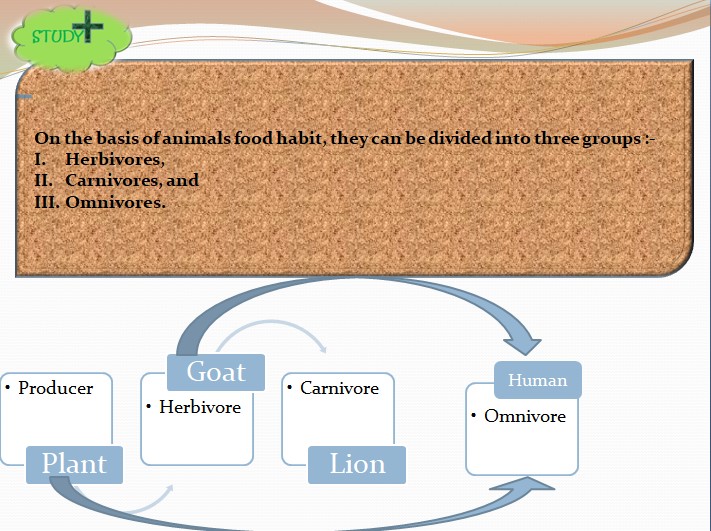 STUDY+
On the basis of animals food habit, they can be divided into three groups :-
I. Herbivores,
II. Carnivores, and
III. Omnivores.
• Producer
Plant
Goat
• Herbivore
• Carnivore
Lion
Human
• Omnivore